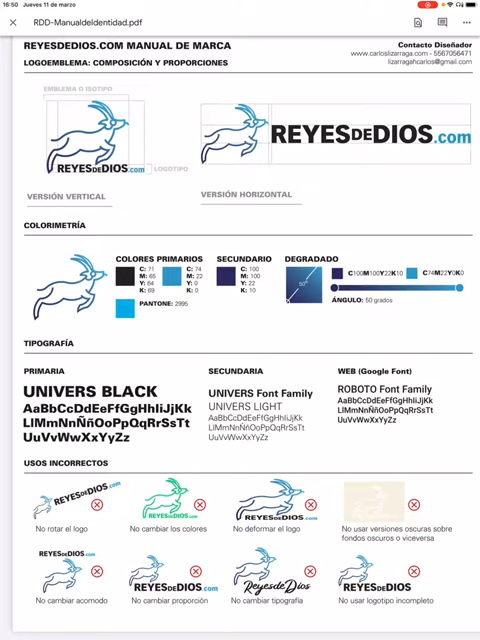 16:50 Jueves 11 de marzo
RDD-ManualdeIdentidad.pdf
REYESDEDIOS.COM MANUAL DE MARCA
Contacto Diseñador
www.carloslizarraga.com - 5567056471
LOGOEMBLEMA: COMPOSICIÓN Y PROPORCIONES
lizarragahcarlos@gmail.com
EMBLEMA O ISOTIPO
REYESDEDIOS.com
LOGOTIPO
REYESDEDIOS.com
VERSIÓN VERTICAL
VERSIÓN HORIZONTAL
COLORIMETRÍA
COLORES PRIMARIOS
SECUNDARIO
DEGRADADO
C: 71
M: 65
Y: 64
K: 69
C: 74
M: 22
Y: 0
K: 0
C: 100
M: 100
Y: 22
K: 10
50°
C100M100Y22K10
C74M22Y0K0
ÁNGULO: 50 grados
PANTONE: 2995
TIPOGRAFÍA
PRIMARIA
SECUNDARIA
WEB (Google Font)
UNIVERS BLACK
AaBbCcDdEeFfGgHhIiJjKk
LlMmNnÑñOoPpQqRrSsTt
UuVvWwXxYyZz
UNIVERS Font Family
UNIVERS LIGHT
AaBbCcDdEeFfGgHhIiJjKk
LlMmNnÑñOoPpQqRrSsTt
UuVvWwXxYyZz
ROBOTO Font Family
AaBbCcDdEeFfGgHhIiJjKk
LlMmNnÑñOoPpQqRrSsTt
UuVvWwXxYyZz
USOS INCORRECTOS
REYESDEDIOS.com
REYESDEDIOS.com
REYESDEDIOS.com
No rotar el logo
No cambiar los colores
No deformar el logo
No usar versiones oscuras sobre
fondos oscuros o viceversa
REYESDEDIOS.com
REYESDEDIOS.com
ReyesdeDios
REYESDEDIOS
No cambiar acomodo
No cambiar proporción
No cambiar tipografía
No usar logotipo incompleto